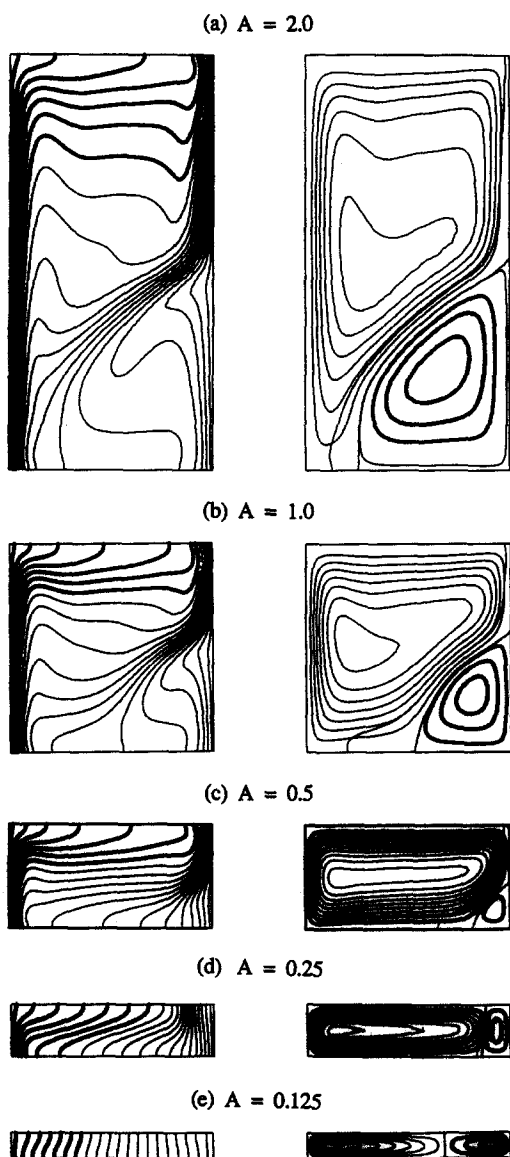 (a) A = 2.0
(b) A = 1.0
(c) A = 0.5
(d) A = 0.25
(e) A = 0.125